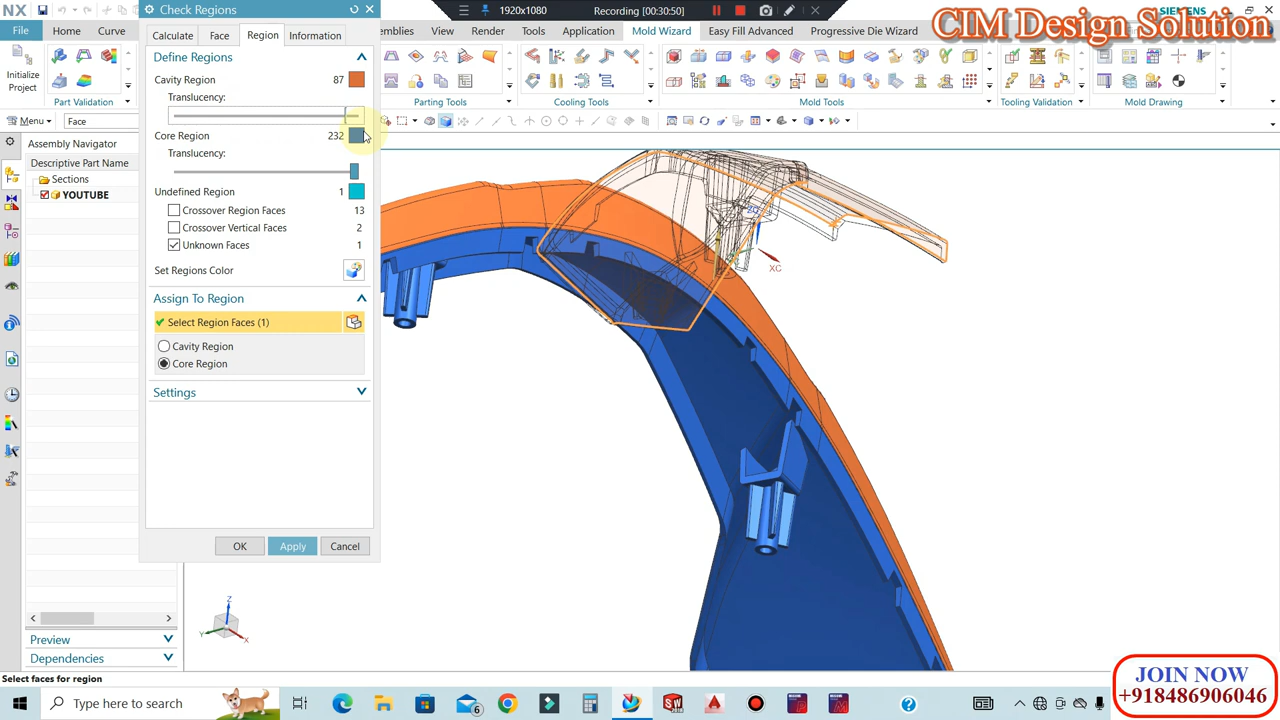 NX
Check Regions
1920x1080
Recording [00:30:50]
SIEMENS
CIM Design Solution
File
Home
Curve
Calculate
Face
Region
Information
emblies
View
Render
Tools
Application
Mold Wizard
Easy Fill Advanced
Progressive Die Wizard
Initialize
Project
Part Validation
Parting Tools
Cooling Tools
Mold Tools
Tooling Validation
Mold Drawing
Menu
Face
Define Regions
Cavity Region
87
Translucency:
Core Region
232
Translucency:
Undefined Region
1
Crossover Region Faces
13
Crossover Vertical Faces
2
Unknown Faces
1
Set Regions Color
Assign To Region
Select Region Faces (1)
Cavity Region
Core Region
Settings
OK
Apply
Cancel
Assembly Navigator
Descriptive Part Name
Sections
YOUTUBE
XC
Z
Y
X
Preview
Dependencies
Select faces for region
Type here to search
6
JOIN NOW
+918486906046